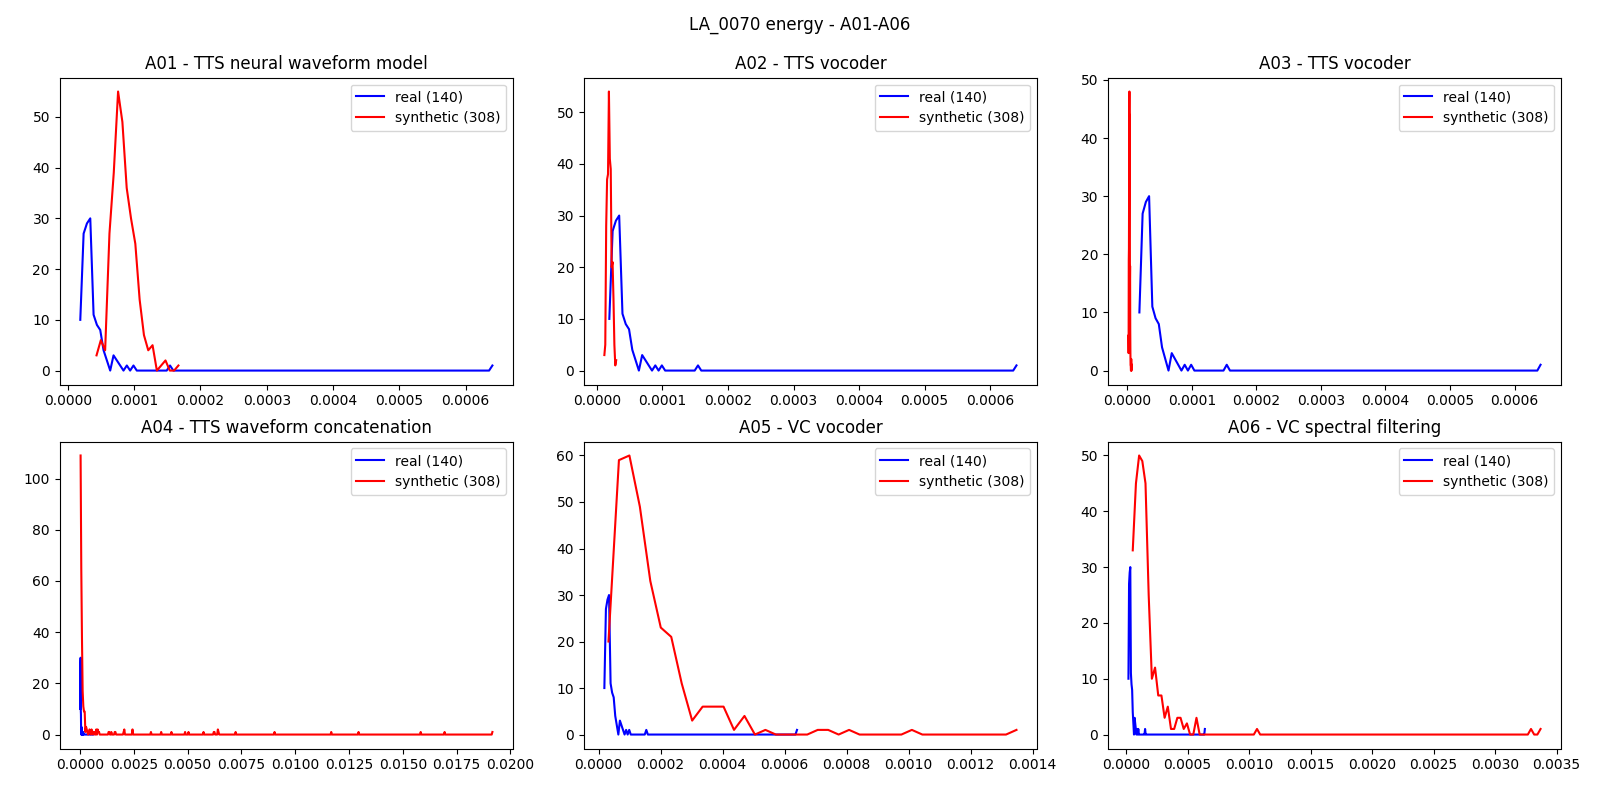 LA_0070 energy - A01-A06
A01 - TTS neural waveform model
real (140)
synthetic (308)
50
40
30
20
10
0
0.0000 0.0001 0.0002 0.0003 0.0004 0.0005 0.0006
A02 - TTS vocoder
real (140)
synthetic (308)
50
40
30
20
10
0
0.0000 0.0001 0.0002 0.0003 0.0004 0.0005 0.0006
A03 - TTS vocoder
real (140)
synthetic (308)
50
40
30
20
10
0
0.0000 0.0001 0.0002 0.0003 0.0004 0.0005 0.0006
A04 - TTS waveform concatenation
real (140)
synthetic (308)
100
80
60
40
20
0
0.0000 0.0025 0.0050 0.0075 0.0100 0.0125 0.0150 0.0175 0.0200
A05 - VC vocoder
real (140)
synthetic (308)
60
50
40
30
20
10
0
0.0000 0.0002 0.0004 0.0006 0.0008 0.0010 0.0012 0.0014
A06 - VC spectral filtering
real (140)
synthetic (308)
50
40
30
20
10
0
0.0000 0.0005 0.0010 0.0015 0.0020 0.0025 0.0030 0.0035